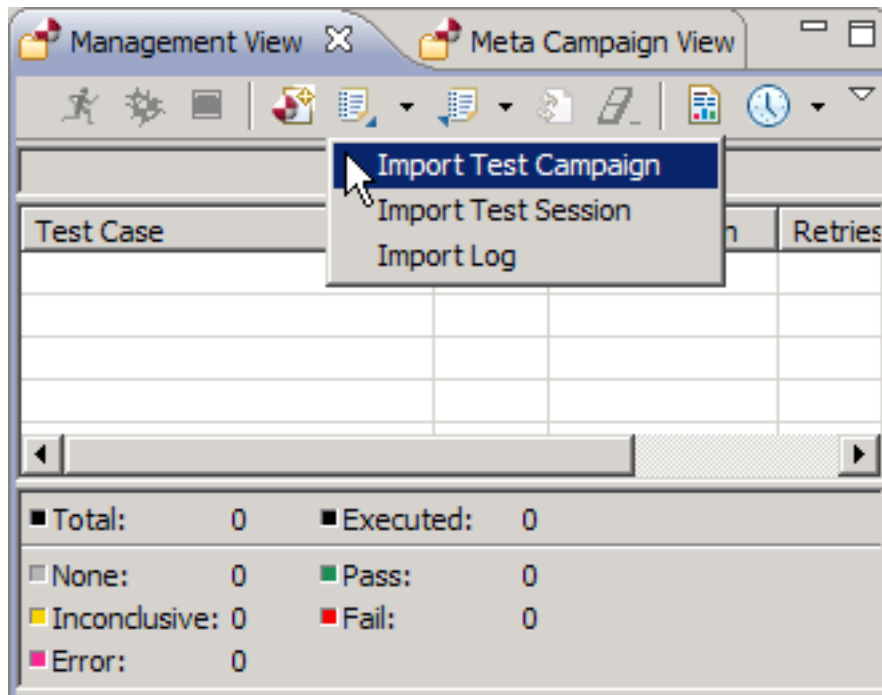 Management View Meta Campaign View
Import Test Campaign
Import Test Session
Test Case Retries
Import Log
Total: 0 Executed: 0
None: 0 Pass: 0
Inconclusive: 0 Fail: 0
Error: 0